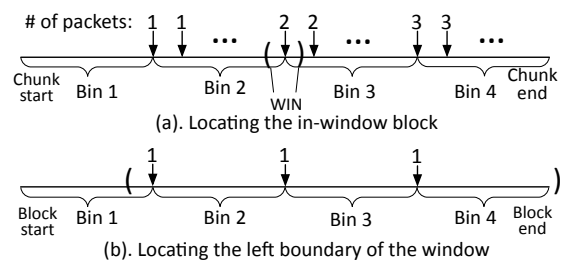 # of packets: 1 1 ... 2 2 ... 3 3 ...
( )
Chunk start Bin 1 Bin 2 WIN Bin 3 Bin 4 Chunk end
(a). Locating the in-window block
1 1 1
( )
Block start Bin 1 Bin 2 Bin 3 Bin 4 Block end
(b). Locating the left boundary of the window